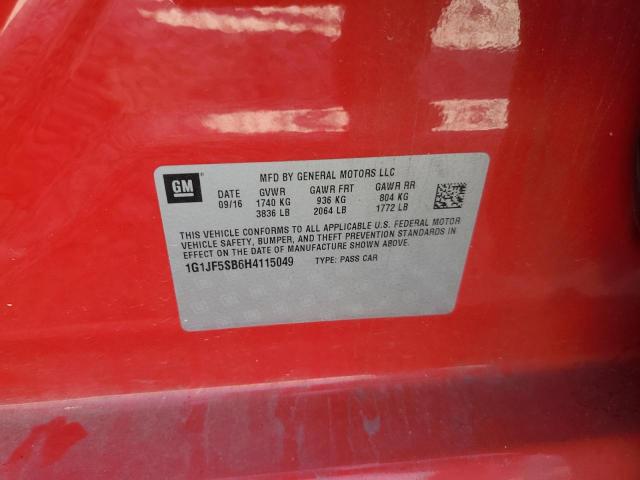 MFD BY GENERAL MOTORS LLC
GM
DATE GVWR GAWR FRT GAWR RR
09/16 1740 KG 936 KG 804 KG
3836 LB 2064 LB 1772 LB
THIS VEHICLE CONFORMS TO ALL APPLICABLE U.S. FEDERAL MOTOR
VEHICLE SAFETY, BUMPER, AND THEFT PREVENTION STANDARDS IN
EFFECT ON THE DATE OF MANUFACTURE SHOWN ABOVE.
1G1JF5SB6H4115049 TYPE: PASS CAR